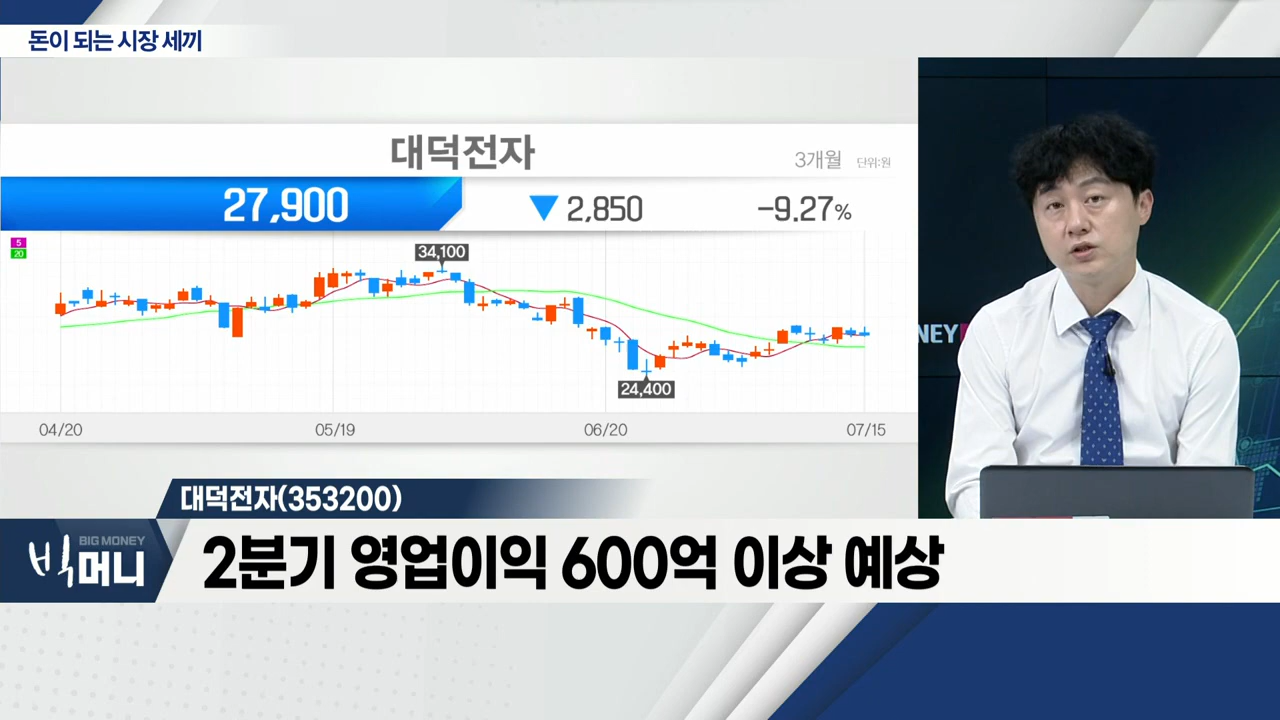 돈이 되는 시장 세끼
대덕전자
3개월 단위:원
27,900 ▼ 2,850 -9.27%
5
20
34,100
24,400
04/20 05/19 06/20 07/15
NEY
대덕전자(353200)
BIG MONEY
빅머니
2분기 영업이익 600억 이상 예상